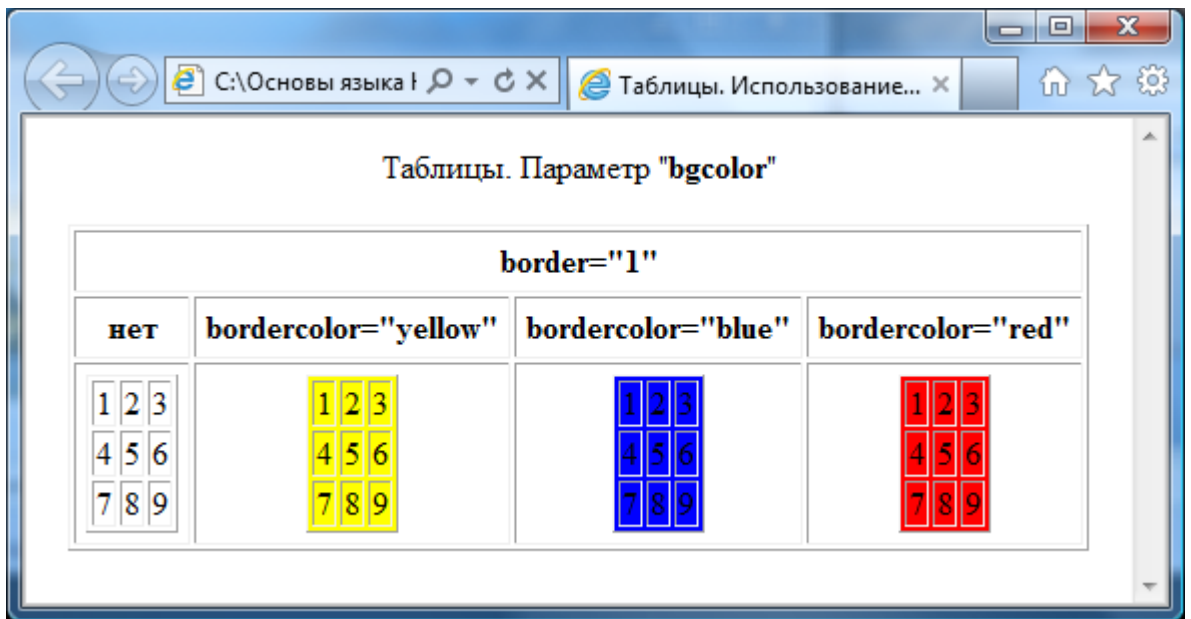 C:\Основы языка Таблицы. Использование...
Таблицы. Параметр "bgcolor"
border="1"
нет bordercolor="yellow" bordercolor="blue" bordercolor="red"
1 2 3 1 2 3 1 2 3 1 2 3
4 5 6 4 5 6 4 5 6 4 5 6
7 8 9 7 8 9 7 8 9 7 8 9